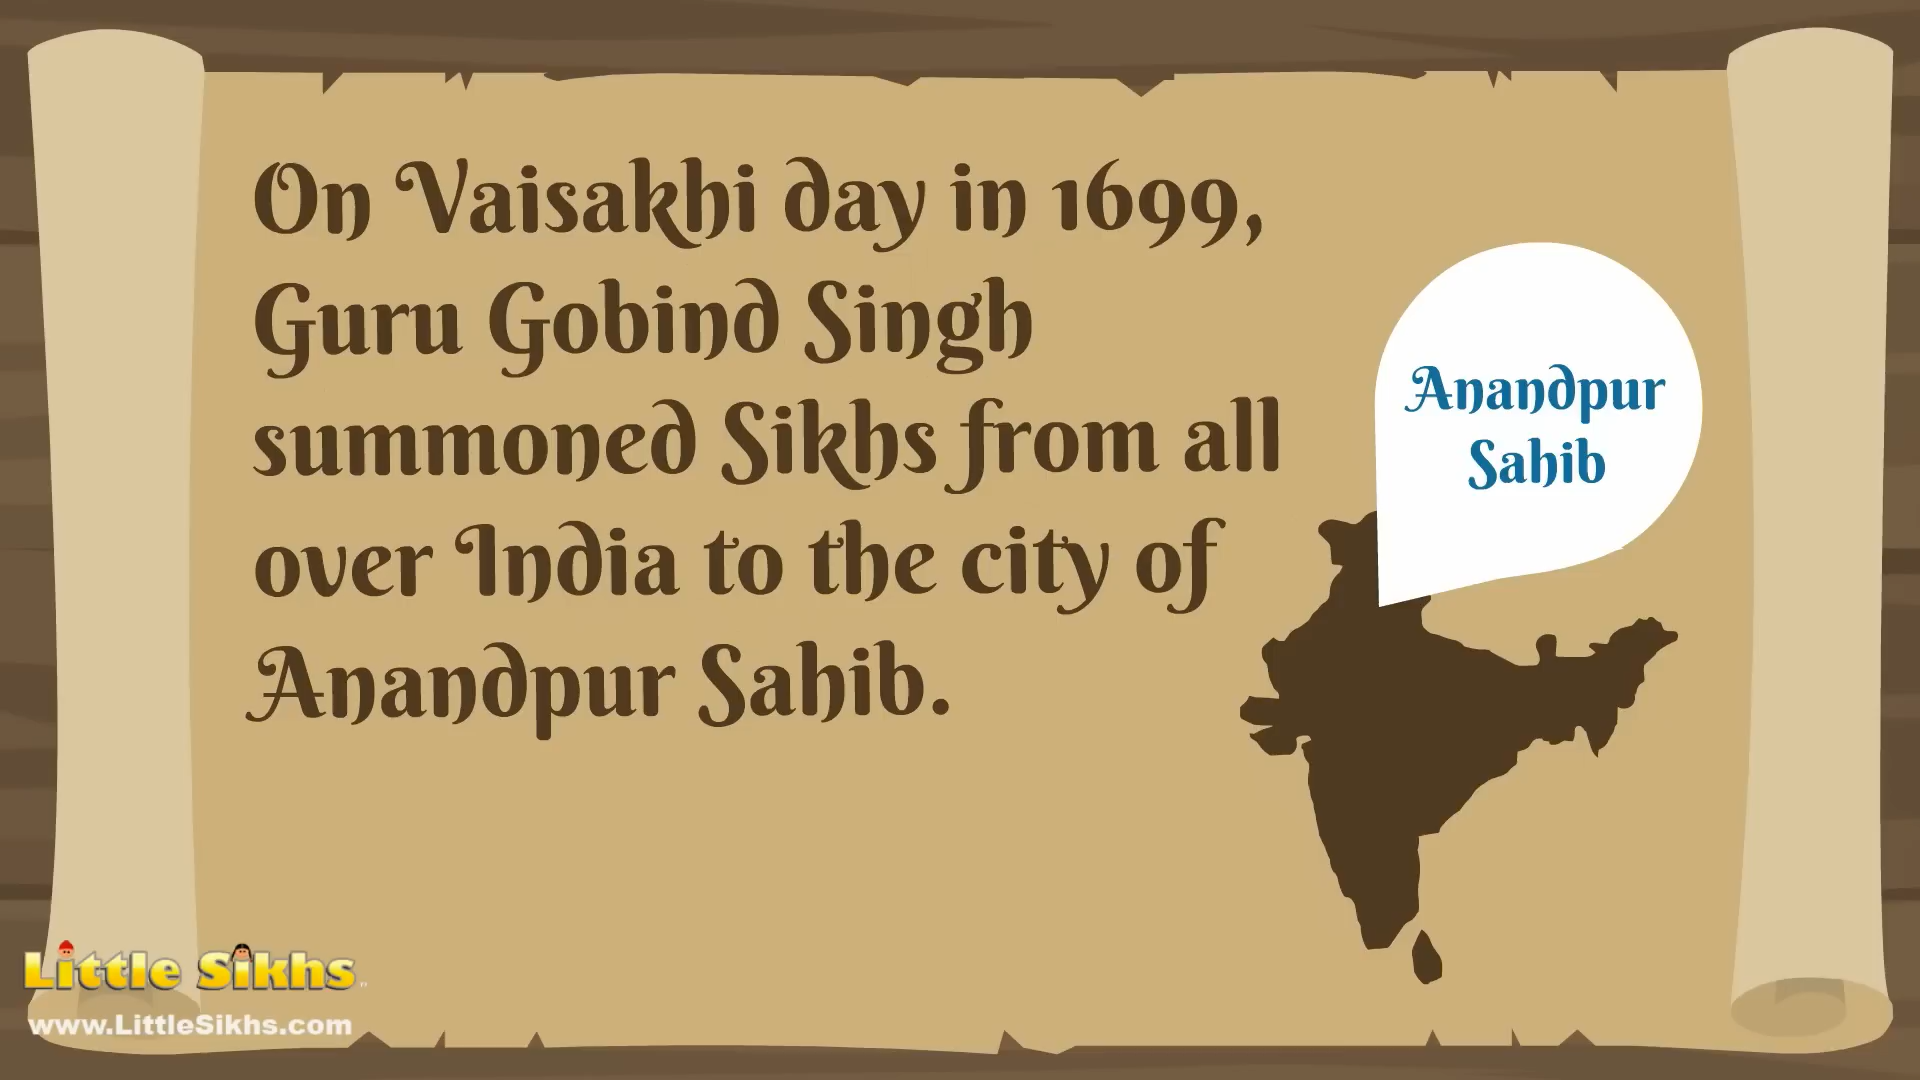 On Vaisakhi day in 1699,
Guru Gobind Singh
summoned Sikhs from all
over India to the city of
Anandpur Sahib.
Anandpur
Sahib
Little Sikhs
www.LittleSikhs.com